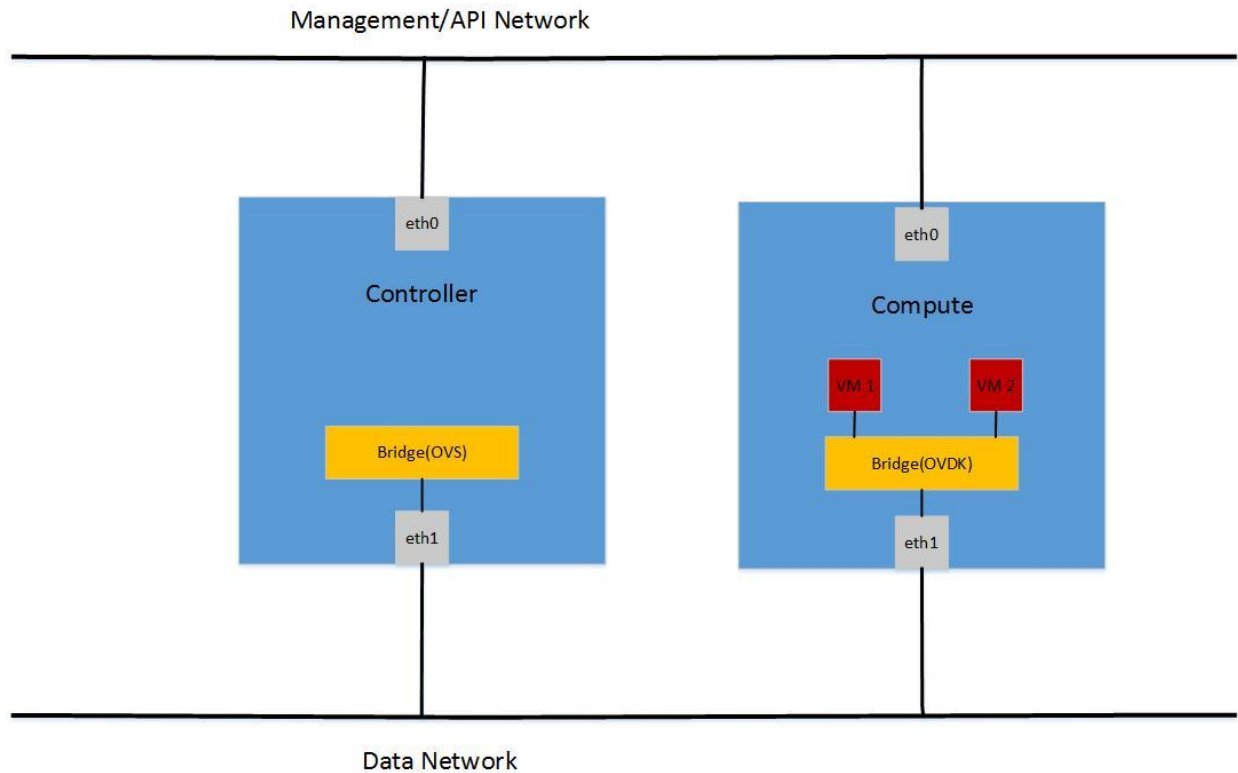 Management/API Network
eth0
eth0
Controller
Compute
VM 1
VM 2
Bridge(OVS)
Bridge(OVDK)
eth1
eth1
Data Network